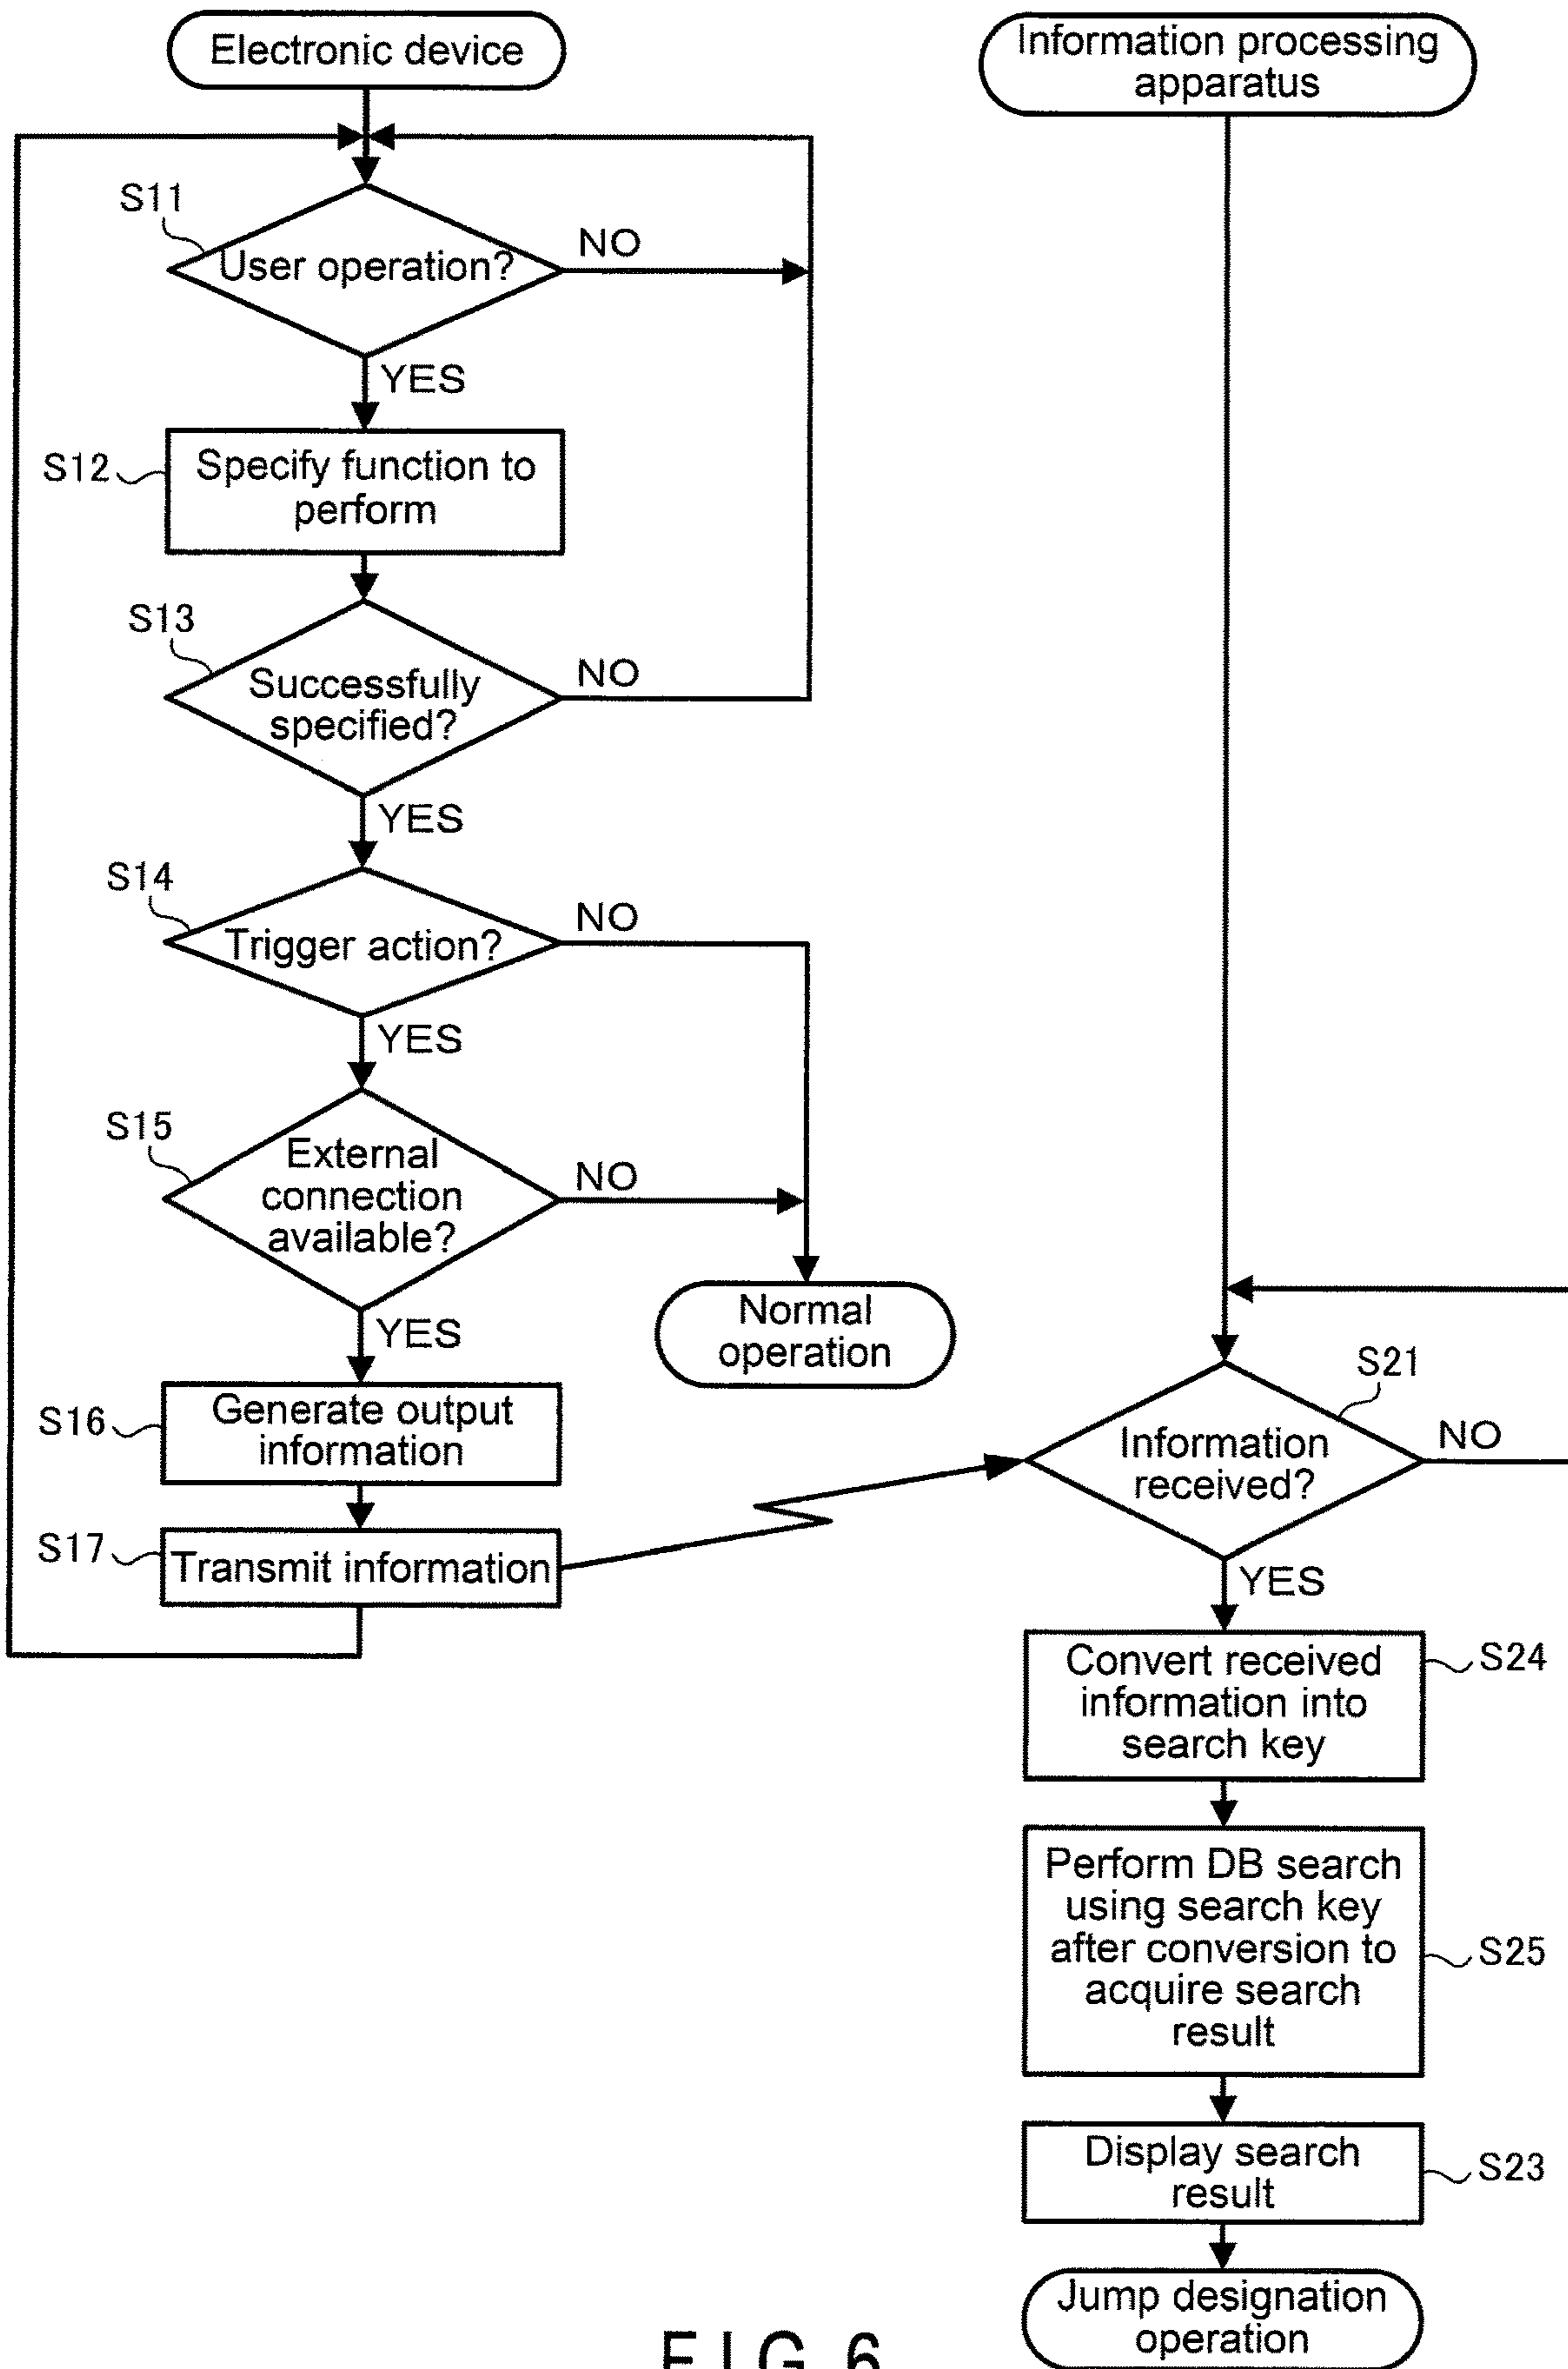 Electronic device
S11
User operation?
NO
YES
S12
Specify function to
perform
S13
Successfully
specified?
NO
YES
S14
Trigger action?
NO
YES
S15
External
connection
available?
NO
YES
Normal
operation
S16
Generate output
information
S17
Transmit information
Information processing
apparatus
S21
Information
received?
NO
YES
Convert received
information into
search key
S24
Perform DB search
using search key
after conversion to
acquire search
result
S25
Display search
result
S23
Jump designation
operation
FIG.6